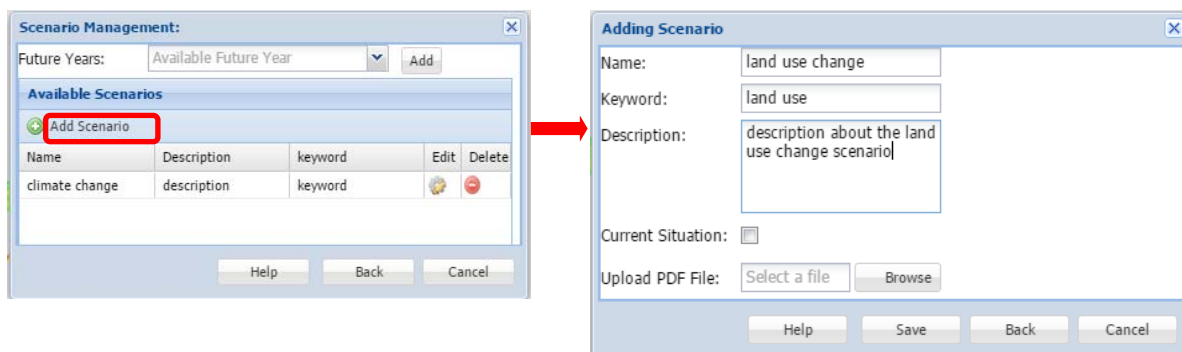 Scenario Management:
Future Years: Available Future Year Add
Available Scenarios
Add Scenario
Name Description keyword Edit Delete
climate change description keyword
Help Back Cancel
Adding Scenario
Name: land use change
Keyword: land use
Description: description about the land
use change scenario
Current Situation:
Upload PDF File: Select a file Browse
Help Save Back Cancel